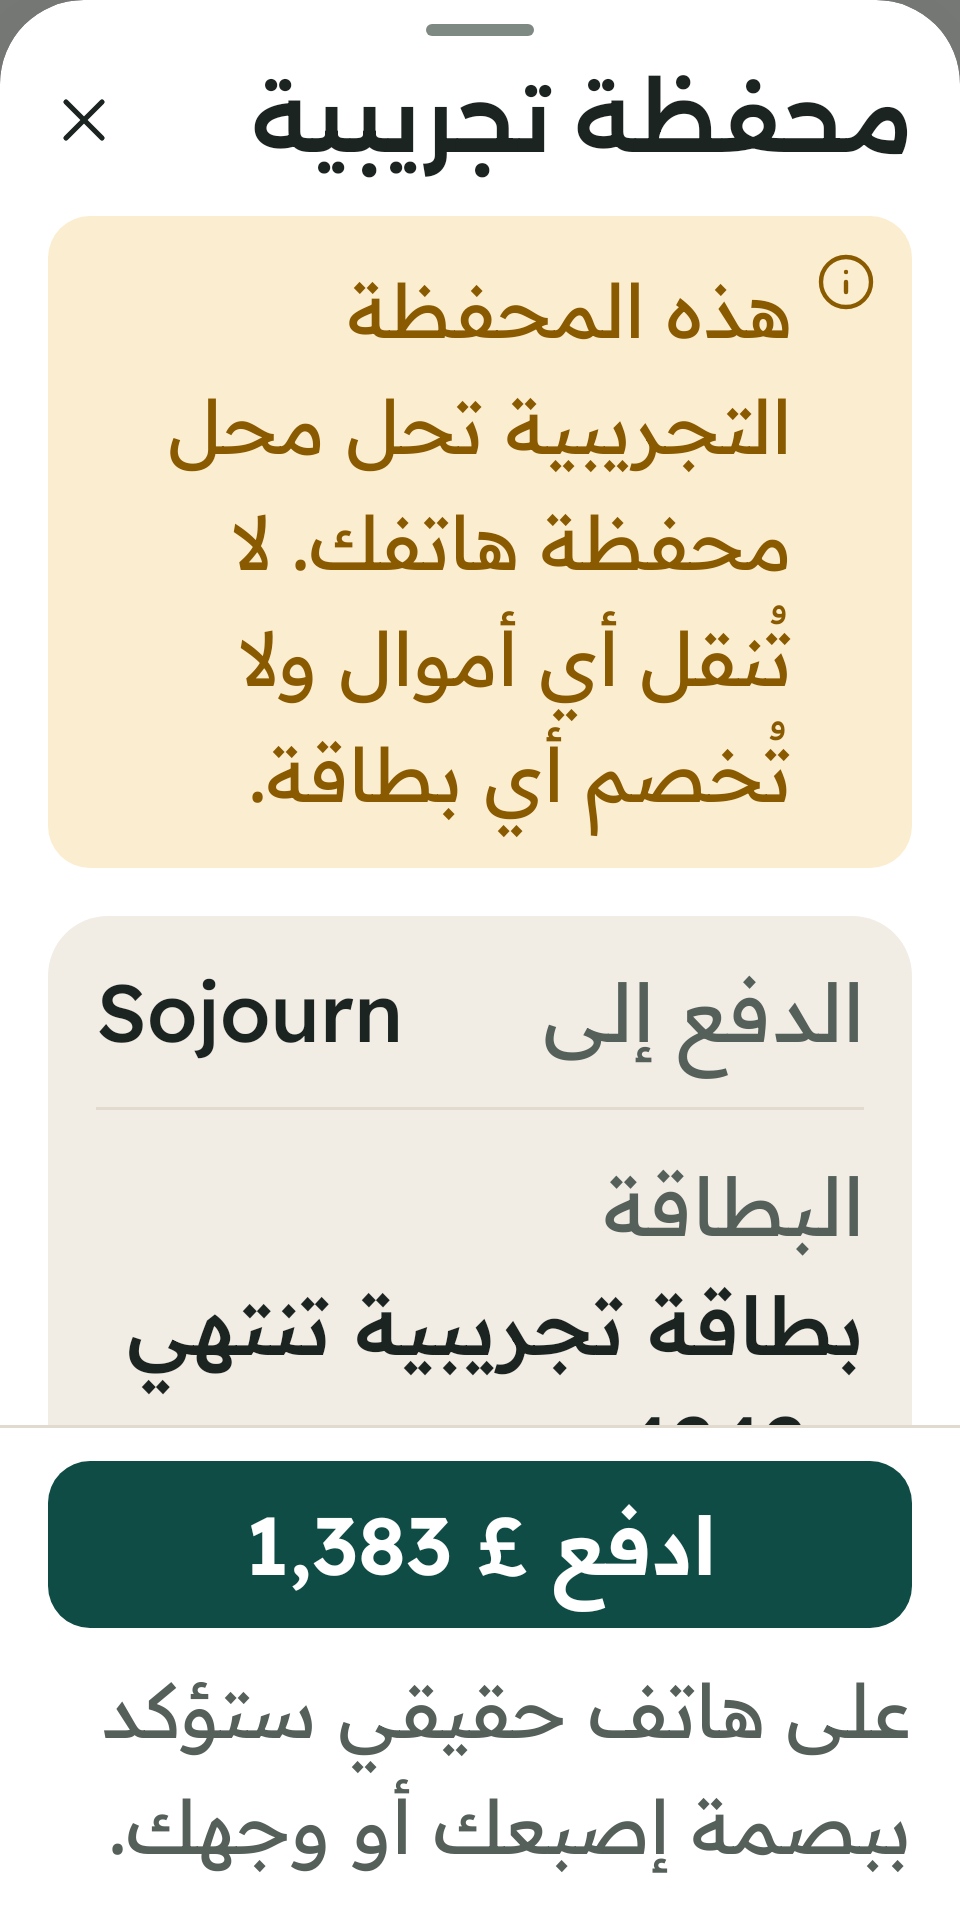 محفظة تجريبية
هذه المحفظة
التجريبية تحل محل
محفظة هاتفك. لا
تُنقل أي أموال ولا
تُخصم أي بطاقة.
الدفع إلى Sojourn
البطاقة
بطاقة تجريبية تنتهي
ادفع £ 1,383
على هاتف حقيقي ستؤكد
ببصمة إصبعك أو وجهك.